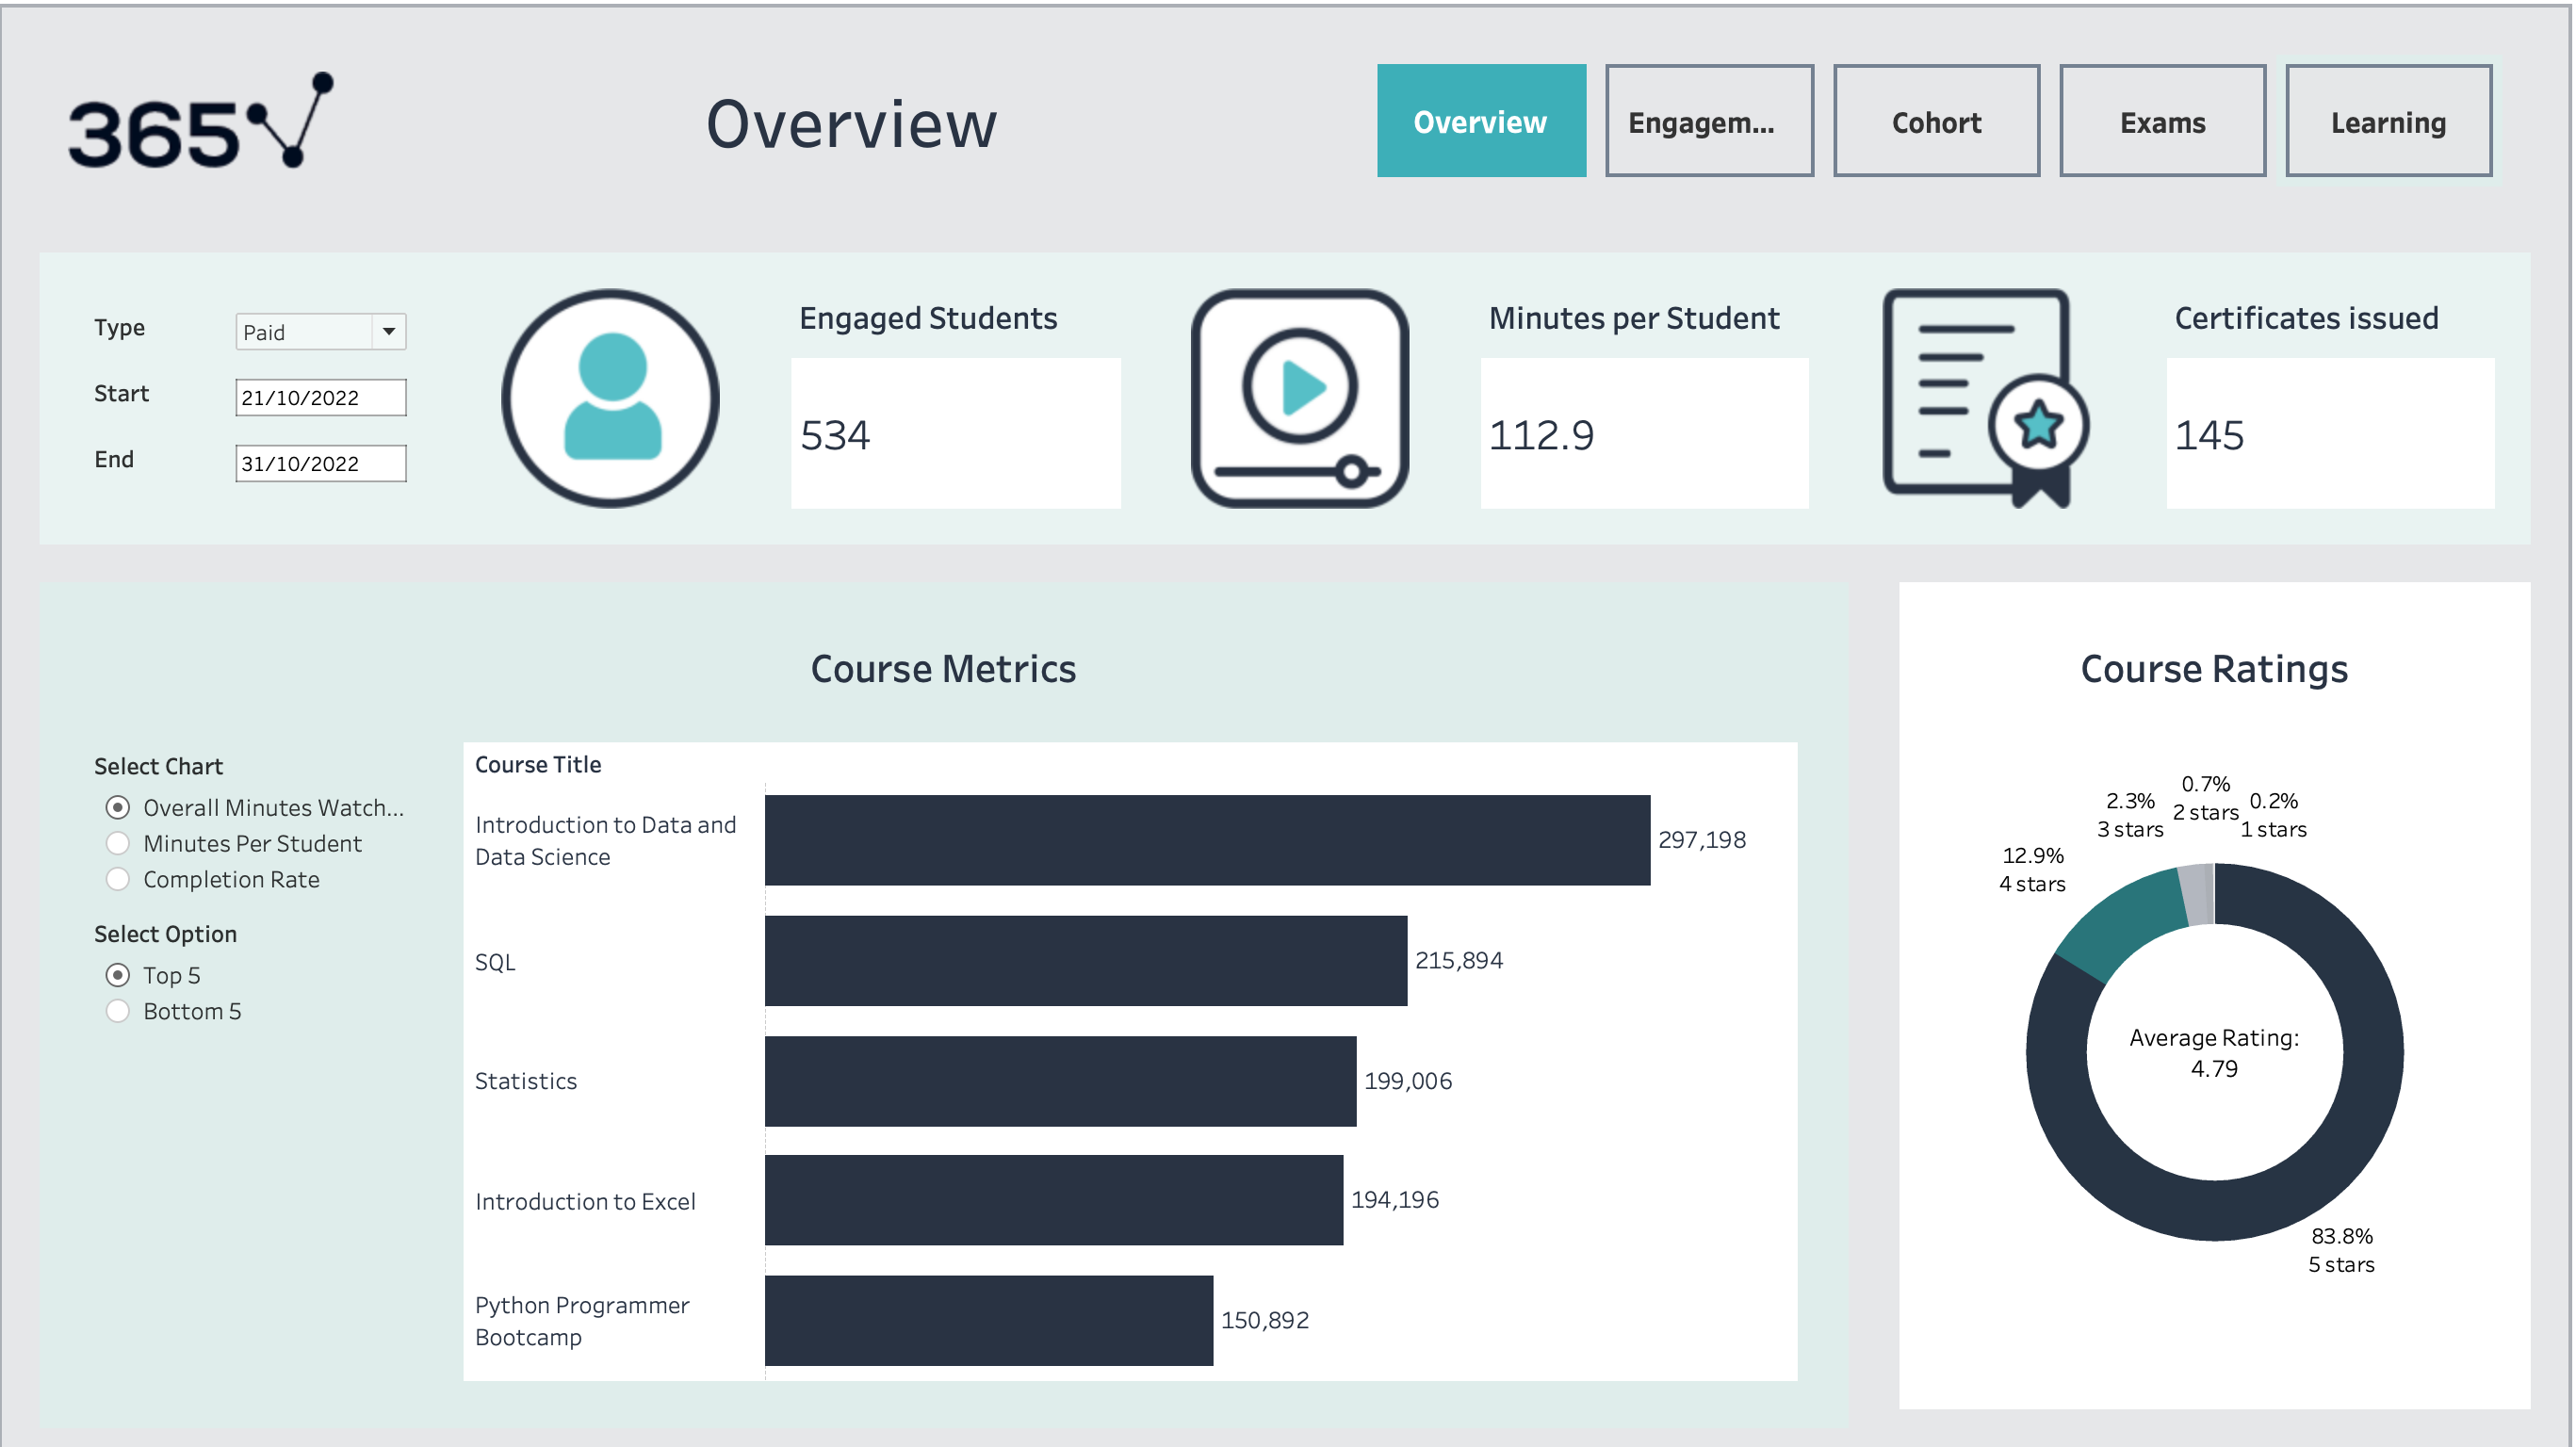 365
Overview
Overview
Engagem...
Cohort
Exams
Learning
Type
Paid
Start
21/10/2022
End
31/10/2022
Engaged Students
534
Minutes per Student
112.9
Certificates issued
145
Course Metrics
Select Chart
Overall Minutes Watch...
Minutes Per Student
Completion Rate
Select Option
Top 5
Bottom 5
Course Title
Introduction to Data and
Data Science
297,198
SQL
215,894
Statistics
199,006
Introduction to Excel
194,196
Python Programmer
Bootcamp
150,892
Course Ratings
12.9%
4 stars
2.3%
3 stars
0.7%
2 stars
0.2%
1 stars
Average Rating:
4.79
83.8%
5 stars